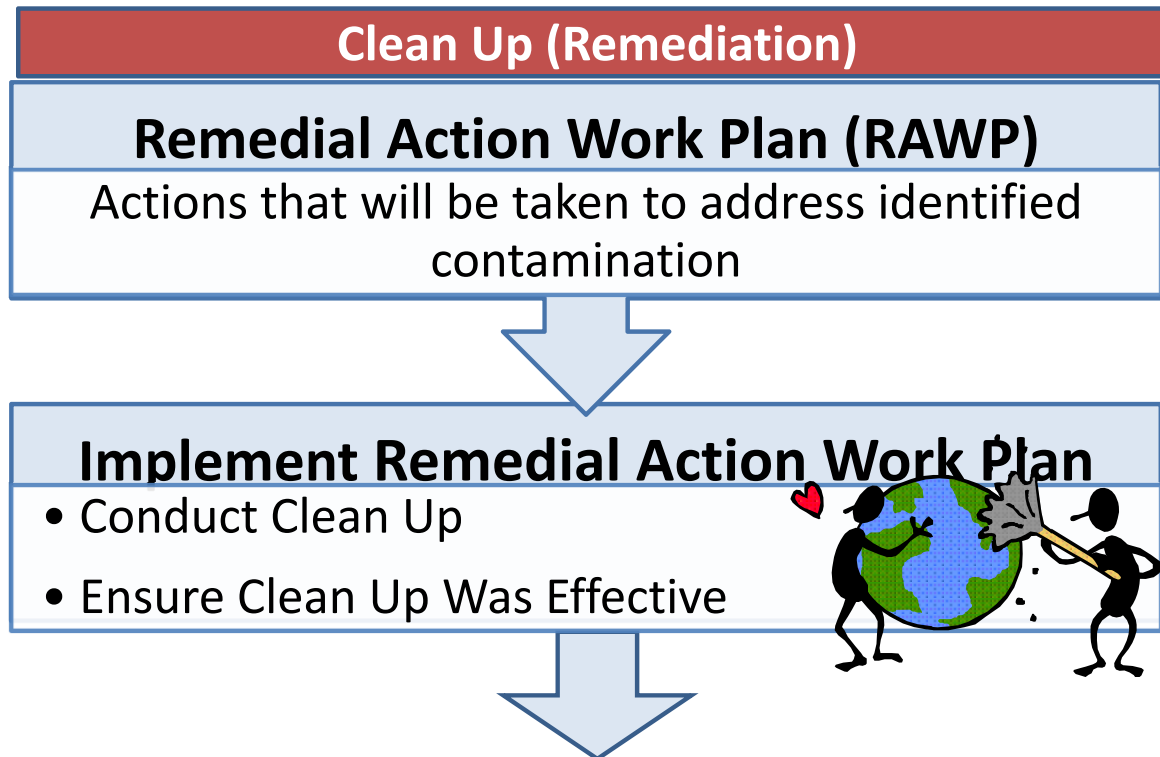 Clean Up (Remediation)
Remedial Action Work Plan (RAWP)
Actions that will be taken to address identified
contamination
Implement Remedial Action Work Plan
• Conduct Clean Up
• Ensure Clean Up Was Effective